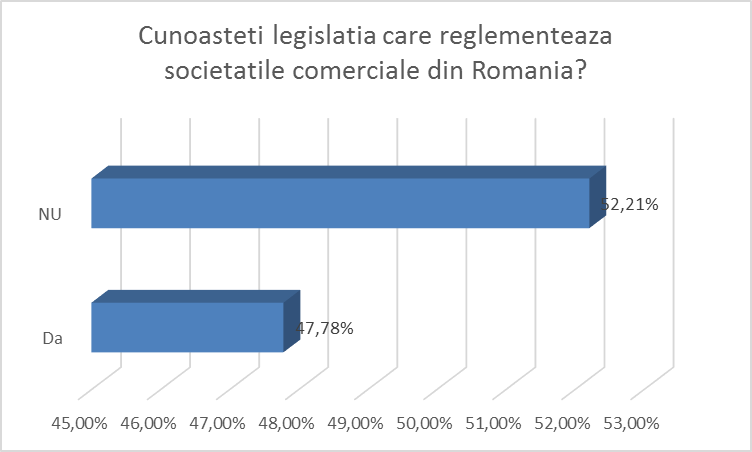 Cunoasteti legislatia care reglementeaza
societatile comerciale din Romania?
NU
52,21%
Da
47,78%
45,00% 46,00% 47,00% 48,00% 49,00% 50,00% 51,00% 52,00% 53,00%